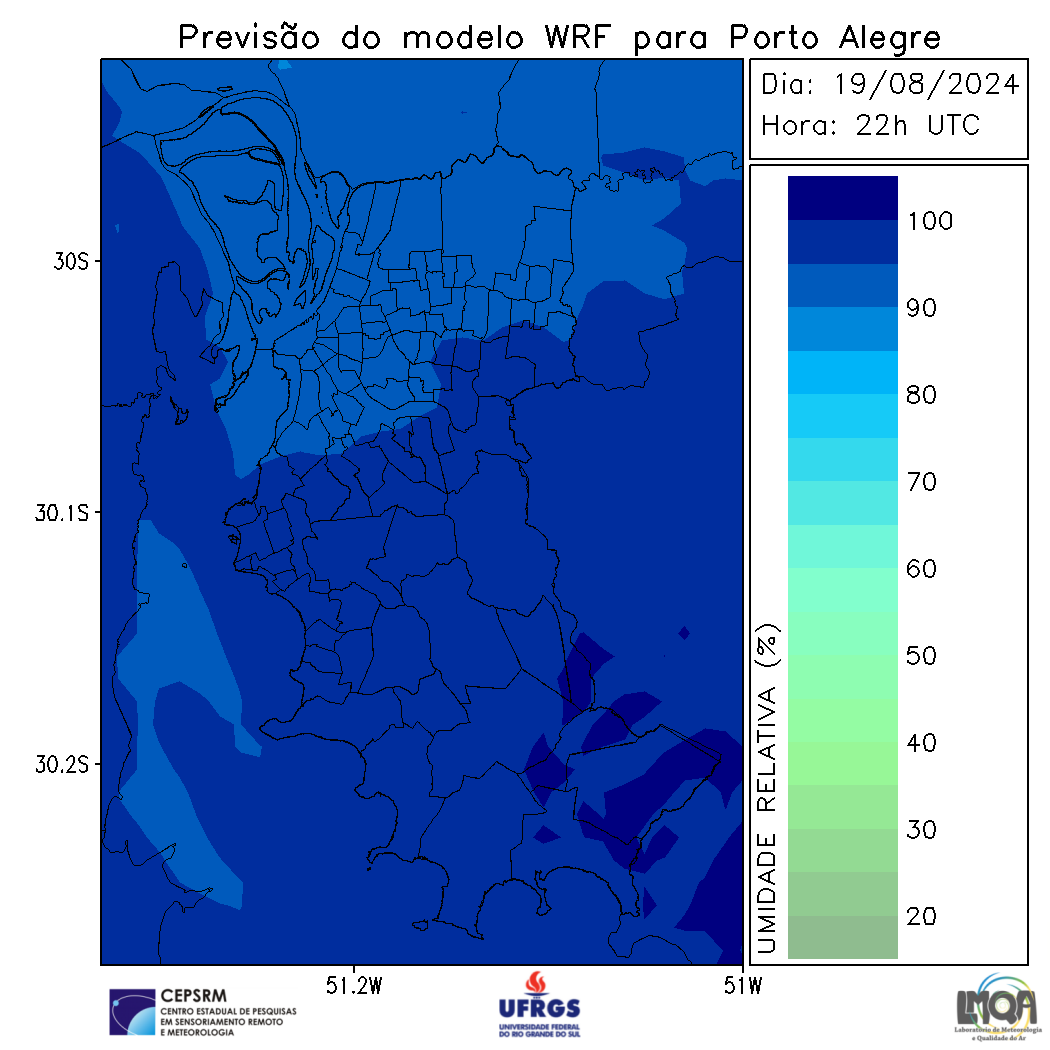 Previsão do modelo WRF para Porto Alegre
Dia: 19/08/2024
Hora: 22h UTC
30S
30.1S
30.2S
51.2W
51W
100
90
80
70
60
50
40
30
20
UMIDADE RELATIVA (%)
CEPSRM
CENTRO ESTADUAL DE PESQUISAS
EM SENSORIAMENTO REMOTO
E METEOROLOGIA
UFRGS
UNIVERSIDADE FEDERAL
DO RIO GRANDE DO SUL
LMQA
Laboratório de Meteorologia
e Qualidade do Ar